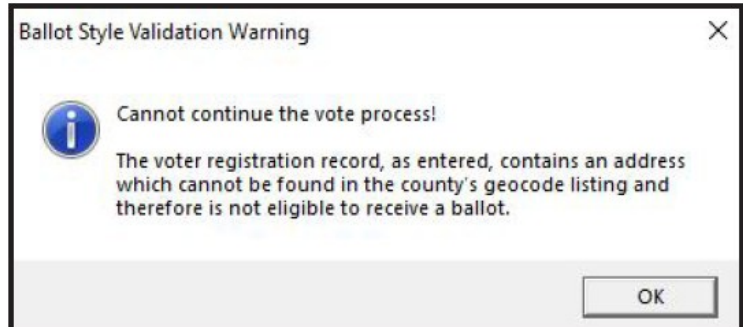 Ballot Style Validation Warning
Cannot continue the vote process!
The voter registration record, as entered, contains an address
which cannot be found in the county's geocode listing and
therefore is not eligible to receive a ballot.
OK